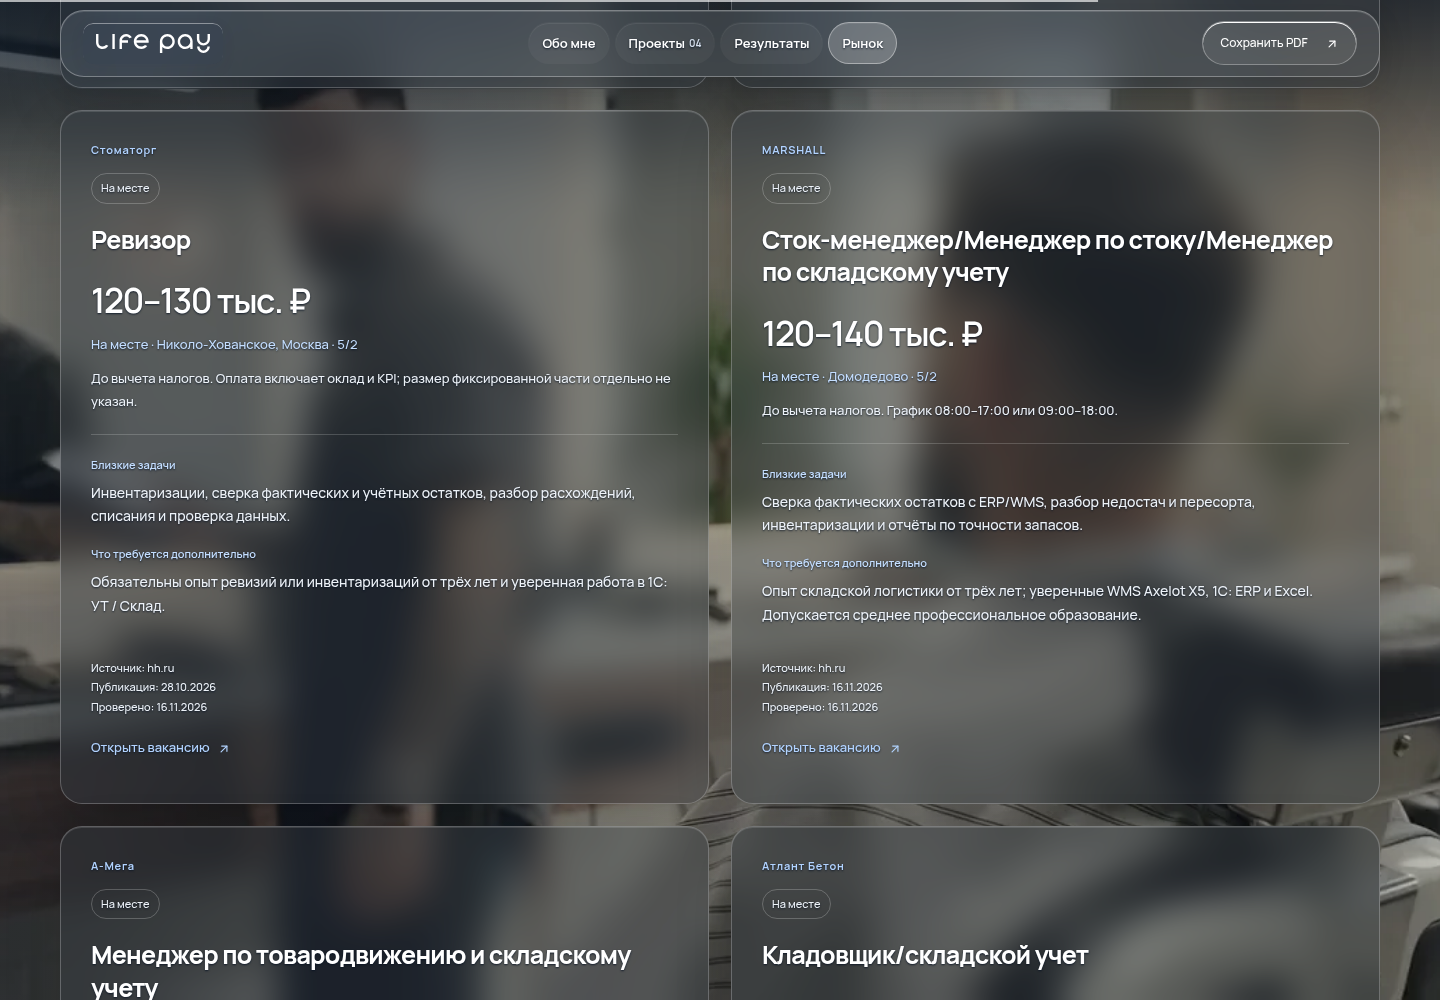 LIFE pay
Обо мне
Проекты 04
Результаты
Рынок
Сохранить PDF
Стоматорг
На месте
Ревизор
120–130 тыс. ₽
На месте · Николо-Хованское, Москва · 5/2
До вычета налогов. Оплата включает оклад и KPI; размер фиксированной части отдельно не
указан.
Близкие задачи
Инвентаризации, сверка фактических и учётных остатков, разбор расхождений,
списания и проверка данных.
Что требуется дополнительно
Обязательны опыт ревизий или инвентаризаций от трёх лет и уверенная работа в 1С:
УТ / Склад.
Источник: hh.ru
Публикация: 28.10.2026
Проверено: 16.11.2026
Открыть вакансию
MARSHALL
На месте
Сток-менеджер/Менеджер по стоку/Менеджер
по складскому учету
120–140 тыс. ₽
На месте · Домодедово · 5/2
До вычета налогов. График 08:00–17:00 или 09:00–18:00.
Близкие задачи
Сверка фактических остатков с ERP/WMS, разбор недостач и пересорта,
инвентаризации и отчёты по точности запасов.
Что требуется дополнительно
Опыт складской логистики от трёх лет; уверенные WMS Axelot X5, 1С: ERP и Excel.
Допускается среднее профессиональное образование.
Источник: hh.ru
Публикация: 16.11.2026
Проверено: 16.11.2026
Открыть вакансию
А-Мега
На месте
Менеджер по товародвижению и складскому
учету
Атлант Бетон
На месте
Кладовщик/складской учет